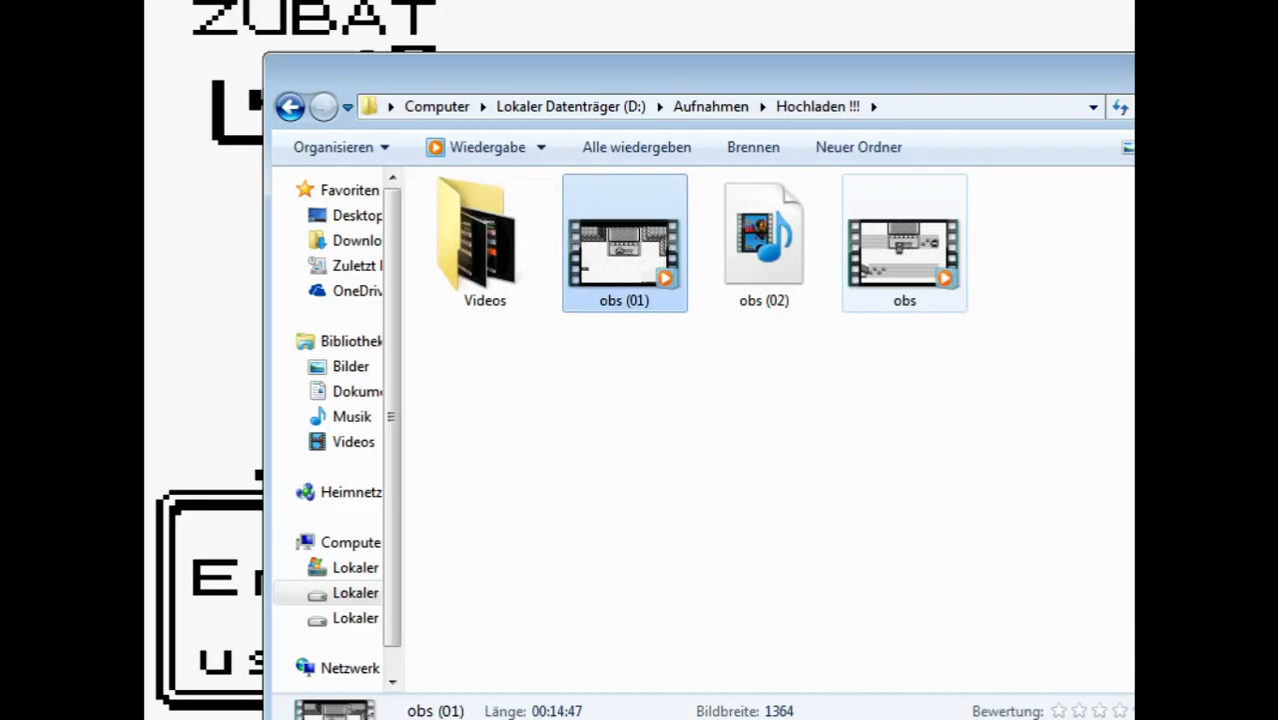 ZUBAT
Computer Lokaler Datenträger (D:) Aufnahmen Hochladen !!!
Organisieren Wiedergabe Alle wiedergeben Brennen Neuer Ordner
Favoriten
Desktop
Downlo
Zuletzt
OneDriv
Bibliothek
Bilder
Dokume
Musik
Videos
Heimnetz
Compute
Lokaler
Lokaler
Lokaler
Netzwerk
Videos
obs (01)
obs (02)
obs
En
us
obs (01) Länge: 00:14:47 Bildbreite: 1364 Bewertung: